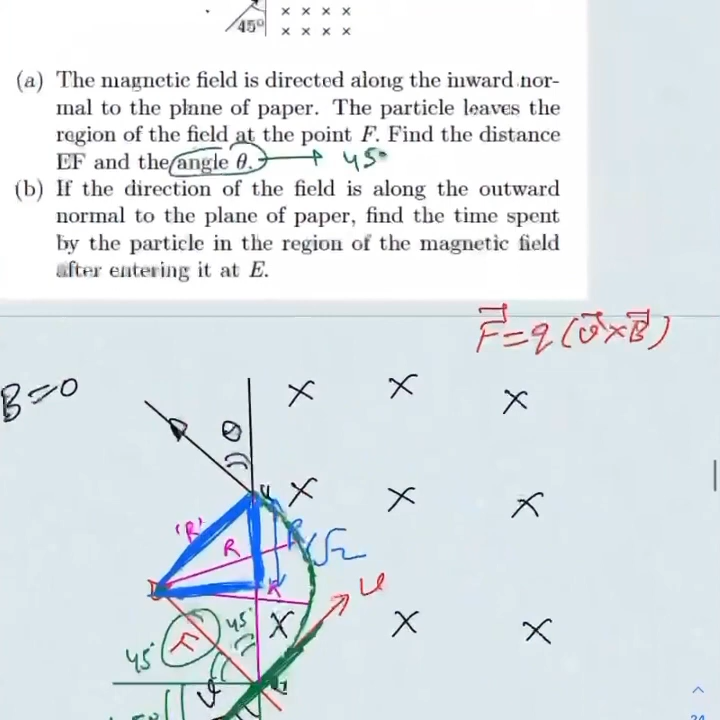 × × × ×
45° × × × ×
(a) The magnetic field is directed along the inward nor-
mal to the plane of paper. The particle leaves the
region of the field at the point F. Find the distance
EF and the angle θ. → 45°
(b) If the direction of the field is along the outward
normal to the plane of paper, find the time spent
by the particle in the region of the magnetic field
after entering it at E.
F = q (v × B)
B = 0
× × ×
θ
× × ×
'R'
R
R/√2
× × ×
45°
45°
r